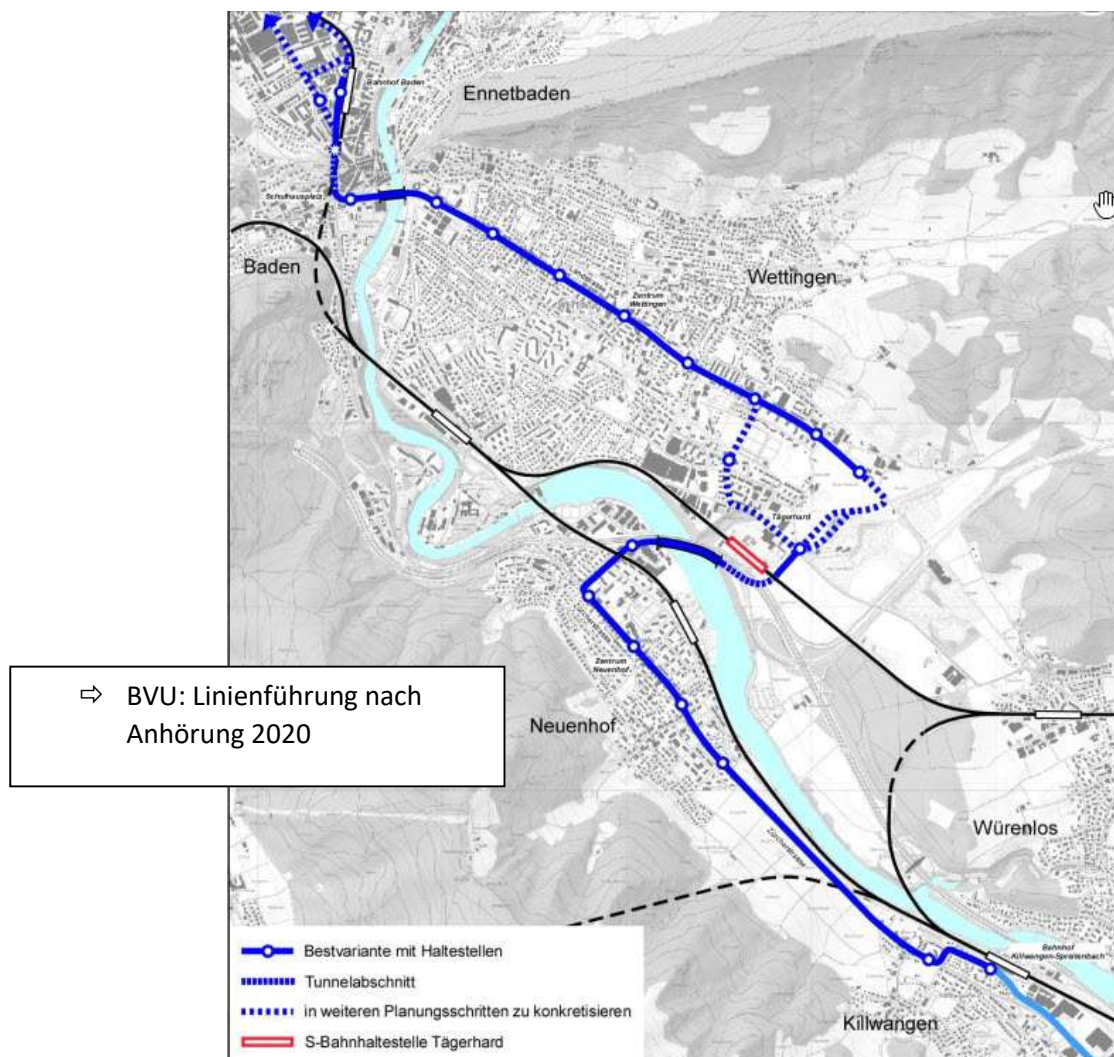 Bahnhof Baden
Ennetbaden
Schulhausplatz
Baden
Wettingen
Zentrum
Wettingen
Tägerhard
Zentrum
Neuenhof
⇨ BVU: Linienführung nach
Anhörung 2020
Neuenhof
Zürcherstrasse
Würenlos
Bahnhof
Killwangen-Spreitenbach
Killwangen
Bestvariante mit Haltestellen
Tunnelabschnitt
in weiteren Planungsschritten zu konkretisieren
S-Bahnhaltestelle Tägerhard